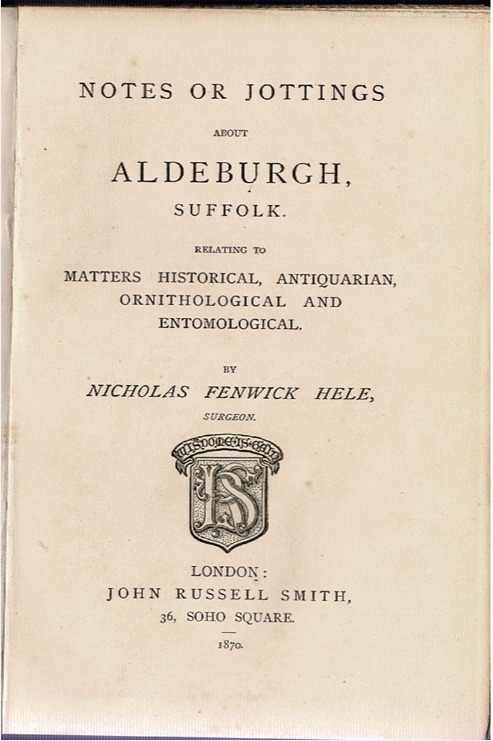 NOTES OR JOTTINGS
ABOUT
ALDEBURGH,
SUFFOLK.
RELATING TO
MATTERS HISTORICAL, ANTIQUARIAN,
ORNITHOLOGICAL AND
ENTOMOLOGICAL.
BY
NICHOLAS FENWICK HELE,
SURGEON.
LONDON:
JOHN RUSSELL SMITH,
36, SOHO SQUARE.
1870.